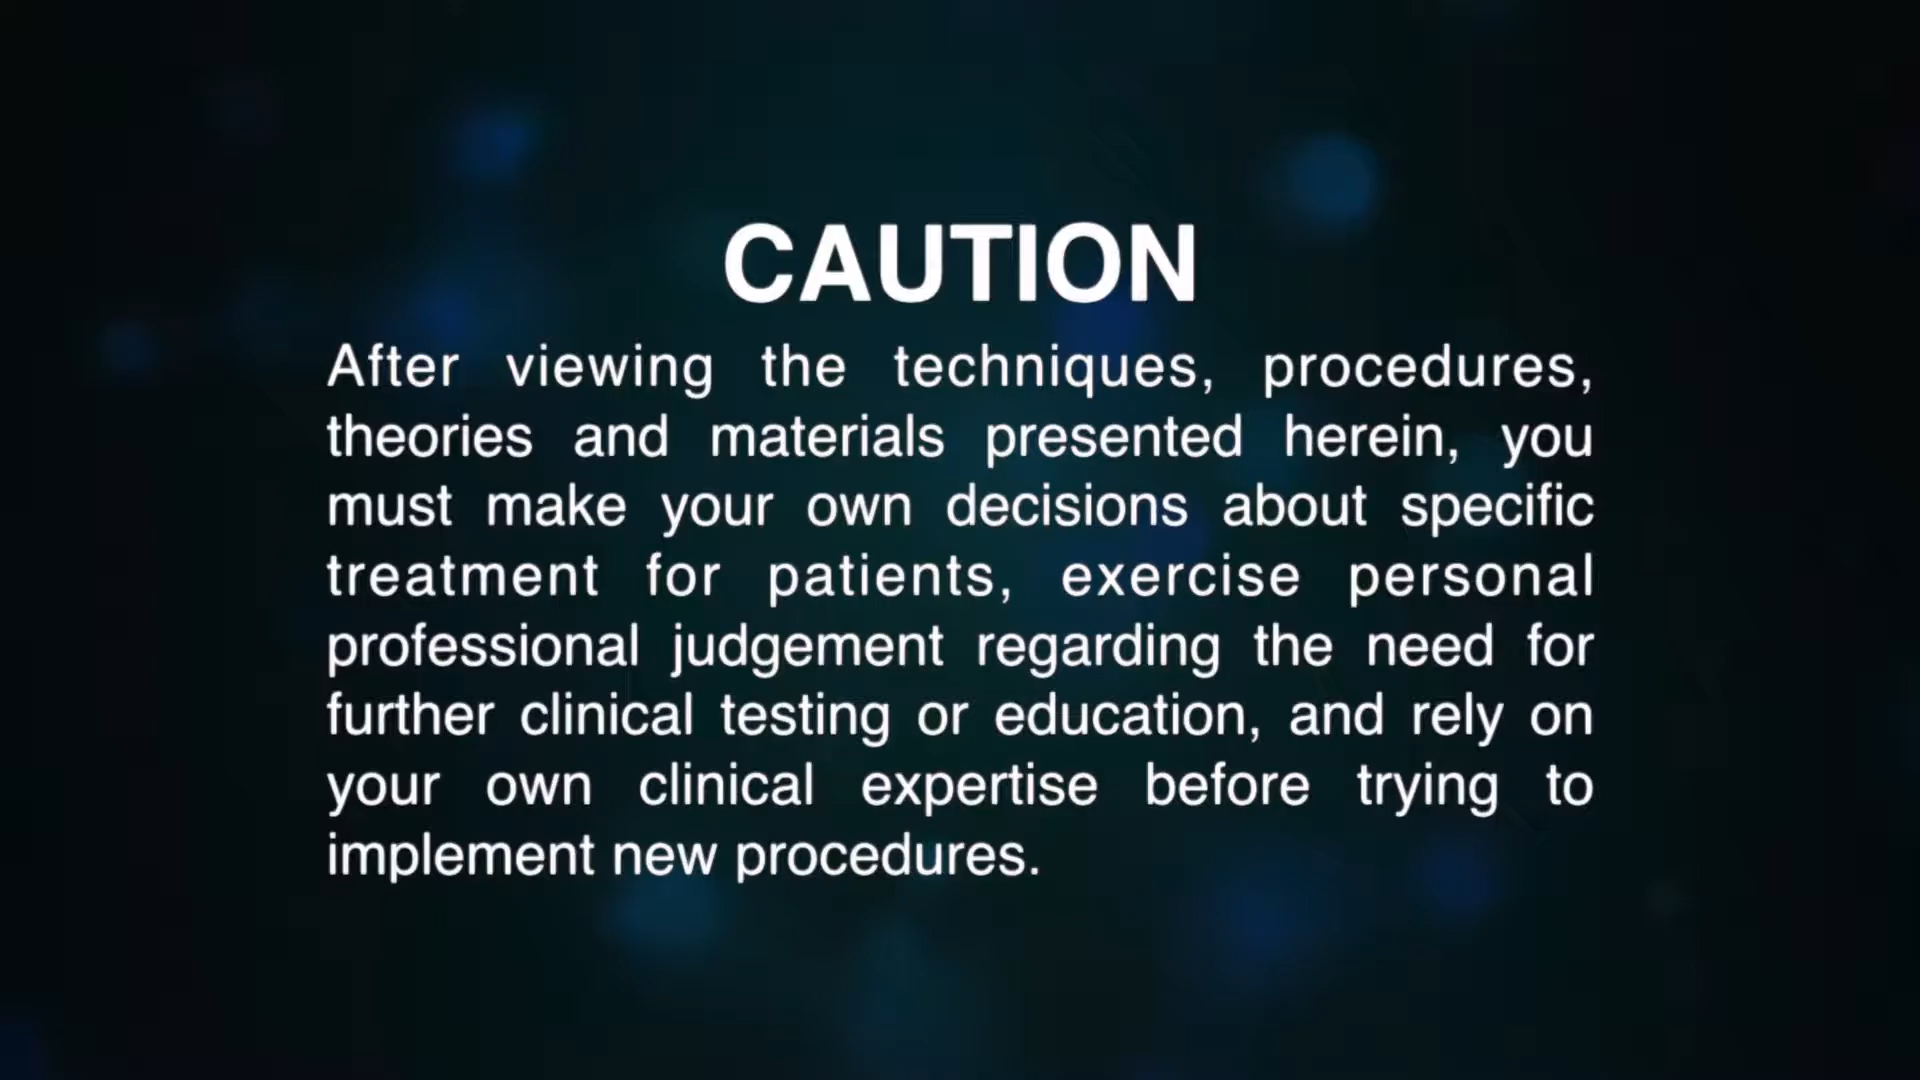 CAUTION
After viewing the techniques, procedures,
theories and materials presented herein, you
must make your own decisions about specific
treatment for patients, exercise personal
professional judgement regarding the need for
further clinical testing or education, and rely on
your own clinical expertise before trying to
implement new procedures.